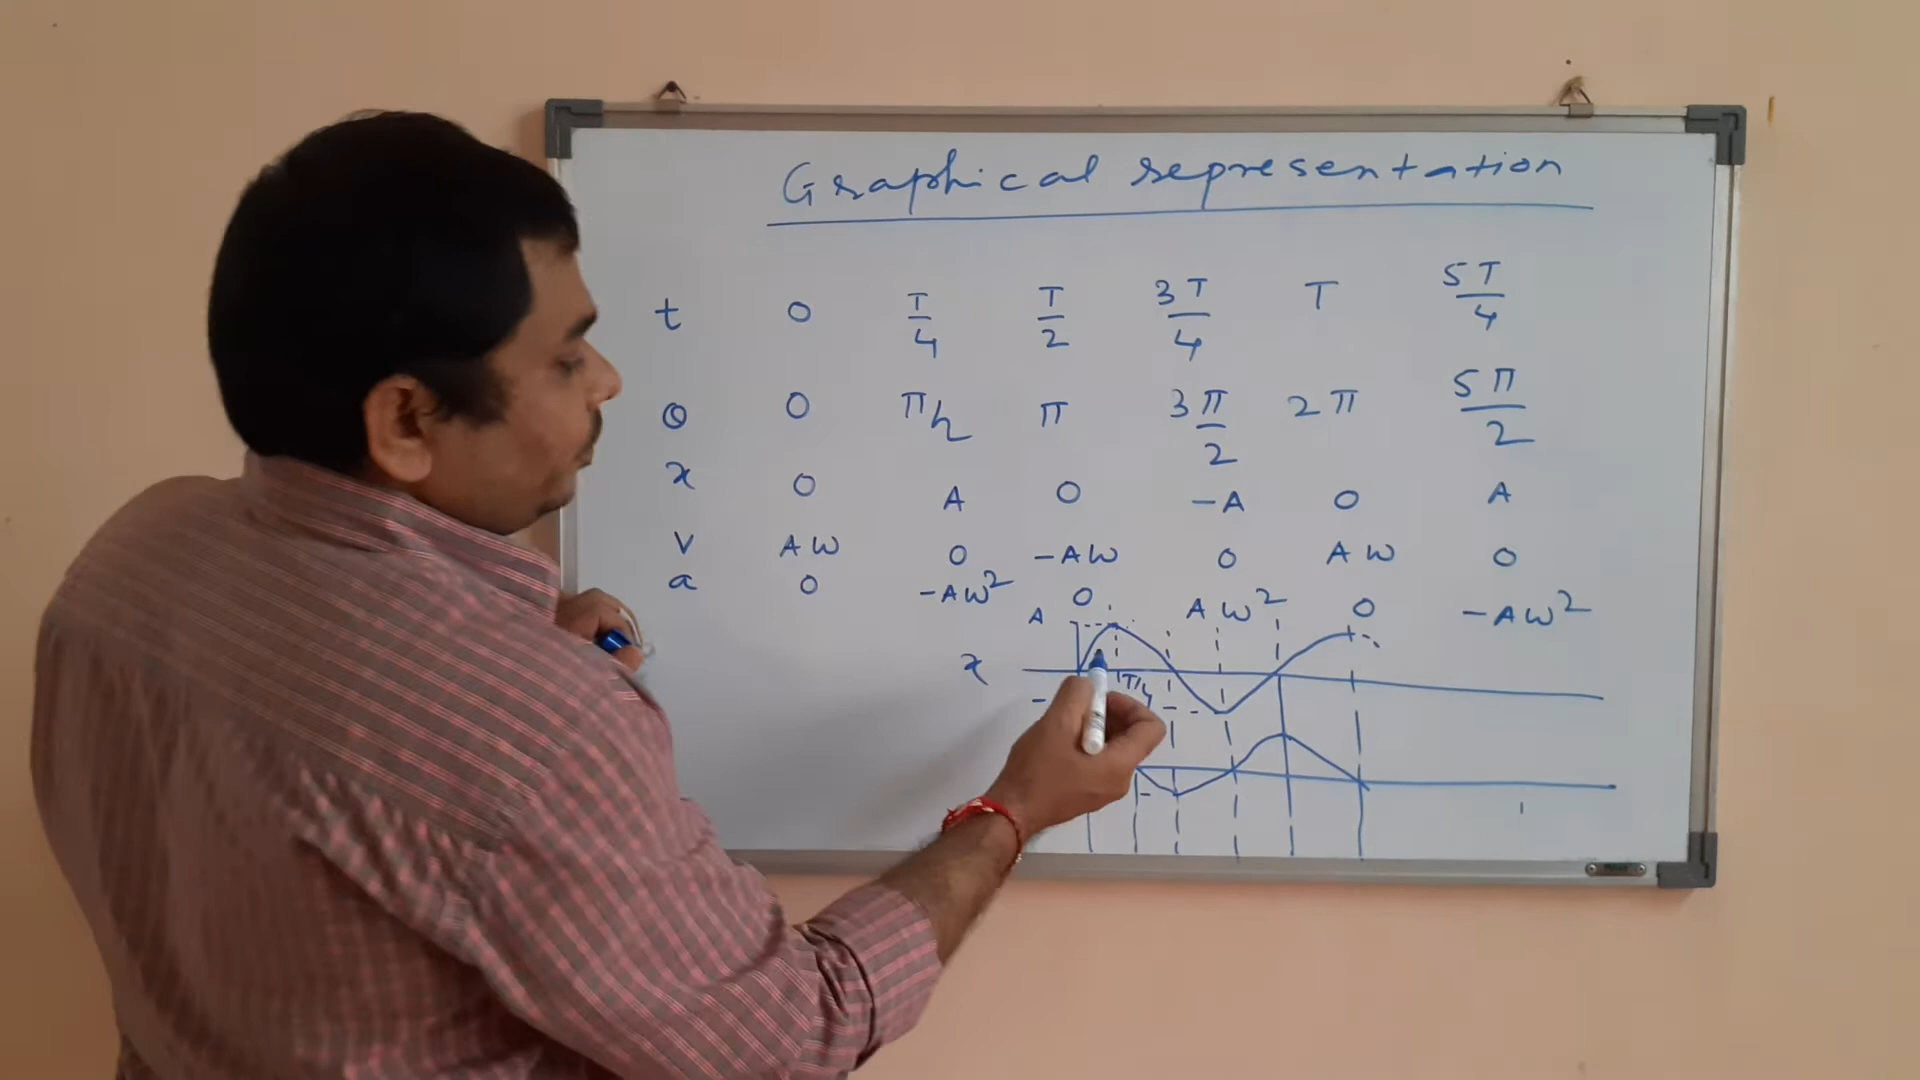 Graphical representation
t 0 T/4 T/2 3T/4 T 5T/4
θ 0 π/2 π 3π/2 2π 5π/2
x 0 A 0 -A 0 A
v Aω 0 -Aω 0 Aω 0
a 0 -Aω² 0 Aω² 0 -Aω²
A
x
T/4